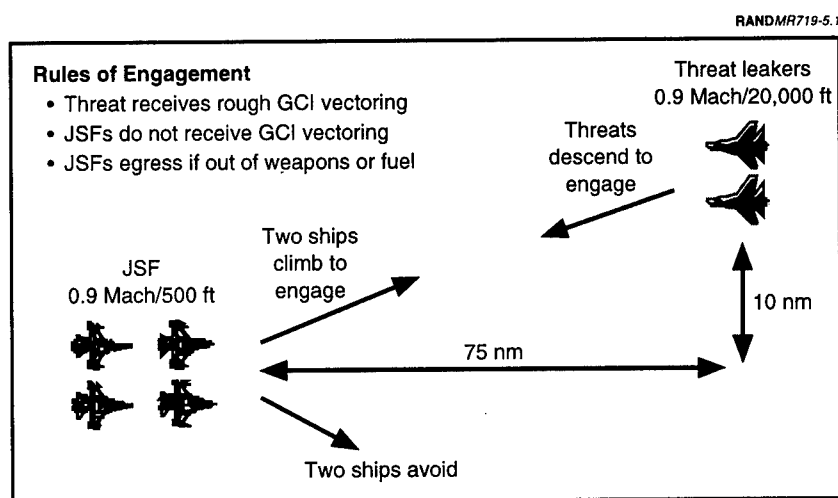 RANDMR719-5.1
Rules of Engagement
• Threat receives rough GCI vectoring
• JSFs do not receive GCI vectoring
• JSFs egress if out of weapons or fuel
Threat leakers
0.9 Mach/20,000 ft
Threats
descend to
engage
Two ships
climb to
engage
JSF
0.9 Mach/500 ft
10 nm
75 nm
Two ships avoid